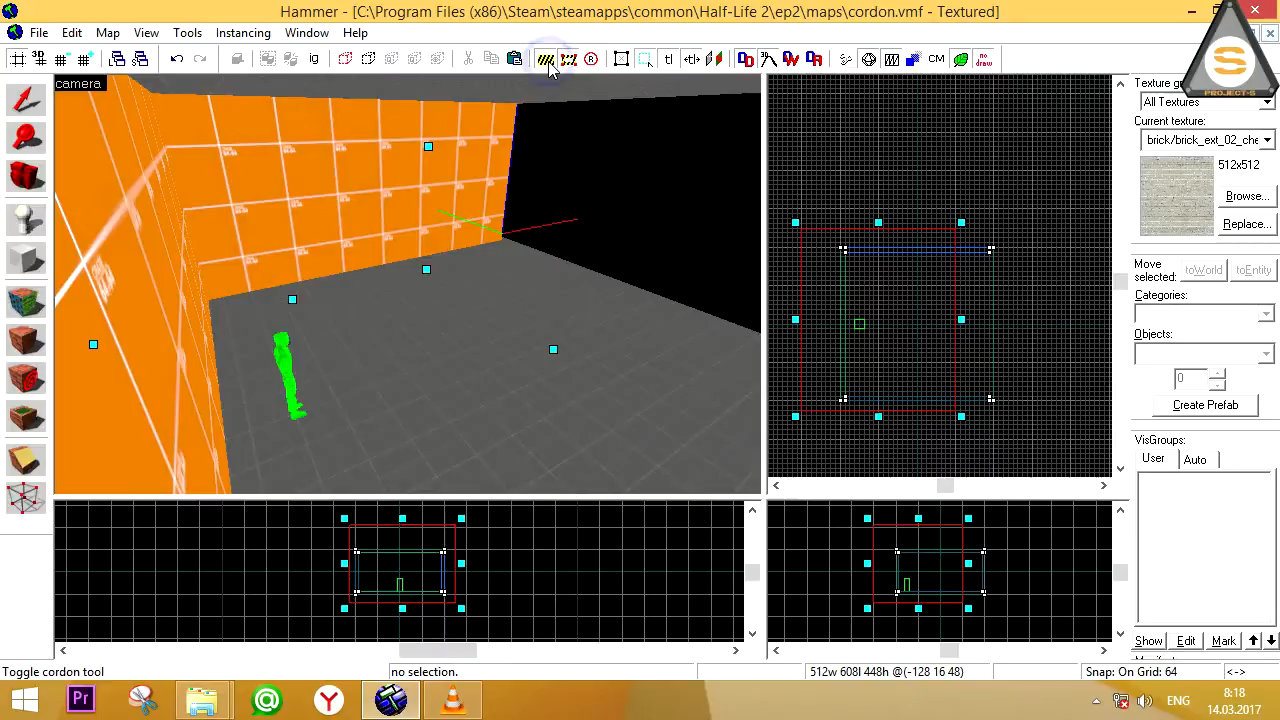 Hammer - [C:\Program Files (x86)\Steam\steamapps\common\Half-Life 2\ep2\maps\cordon.vmf - Textured]
File Edit Map View Tools Instancing Window Help
camera
PROJECT-S
All Textures
Current texture:
brick/brick_ext_02_che
512x512
Browse...
Replace...
Move
selected:
toWorld
toEntity
Categories:
Objects:
0
Create Prefab
VisGroups:
User Auto
Show Edit Mark
Toggle cordon tool
no selection.
512w 608l 448h @(-128 16 48)
Snap: On Grid: 64
<->
Pr
ENG
8:18
14.03.2017